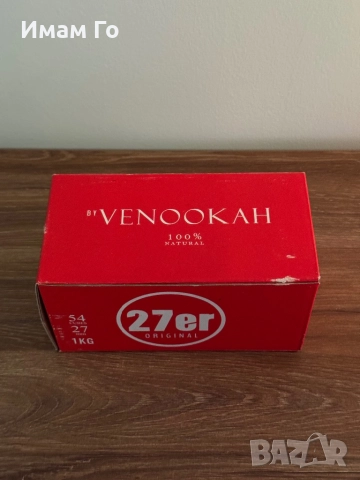 Имам Го
BY VENOOKAH
100%
NATURAL
54
27
1KG
27er
ORIGINAL
BAZAR